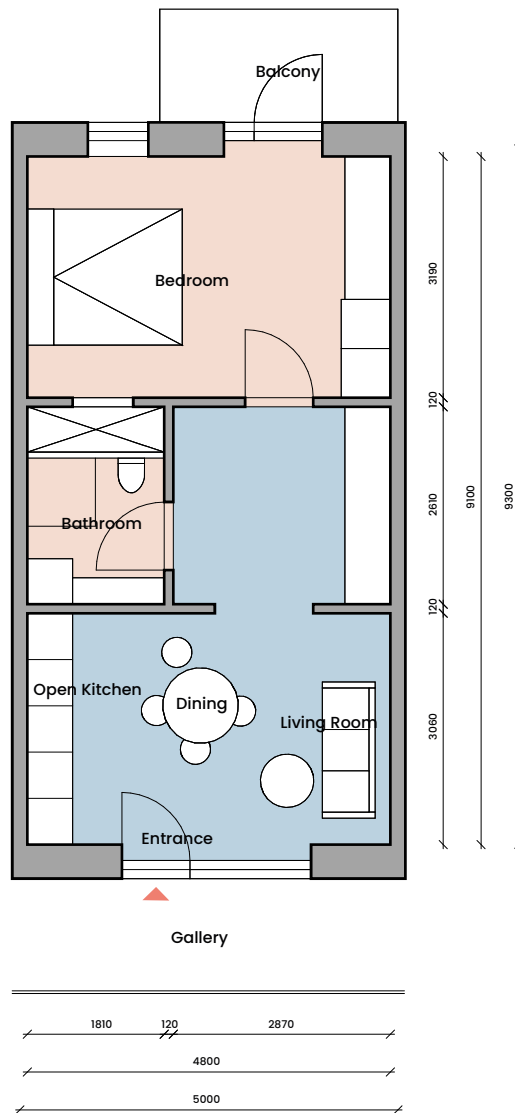 Balcony
Bedroom
3190
120
2610
9100
9300
Bathroom
120
Open Kitchen
Dining
Living Room
3060
Entrance
Gallery
1810 120 2870
4800
5000